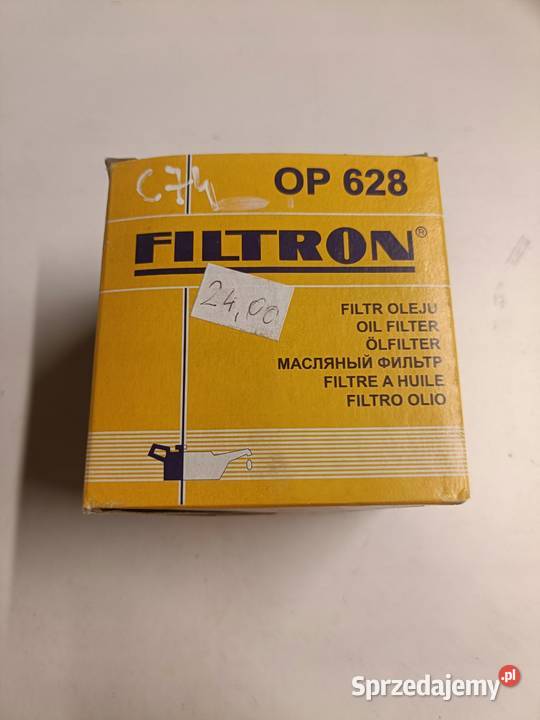 C74 OP 628
FILTRON®
24,00
FILTR OLEJU
OIL FILTER
ÖLFILTER
МАСЛЯНЫЙ ФИЛЬТР
FILTRE A HUILE
FILTRO OLIO
Sprzedajemy.pl